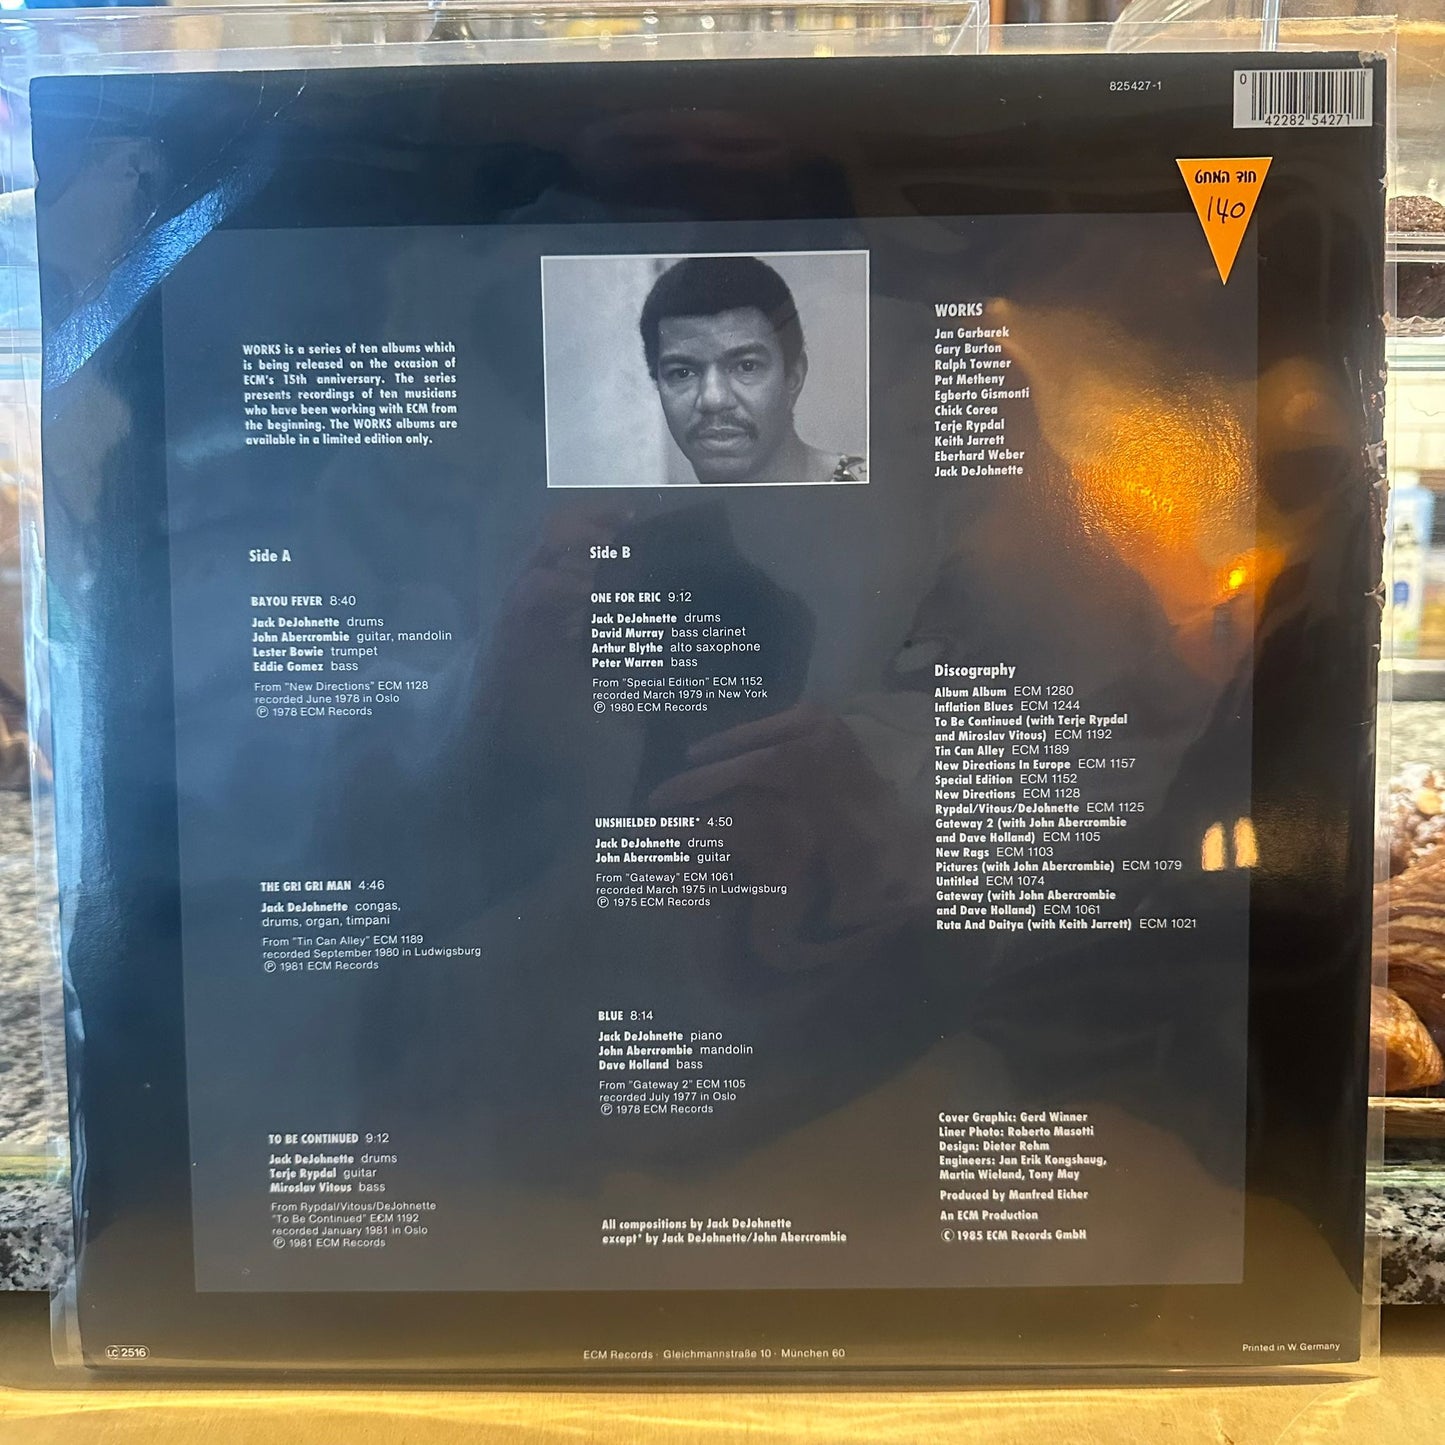 825427-1
0
42282 54271
חוד המחט
140
WORKS is a series of ten albums which
is being released on the occasion of
ECM's 15th anniversary. The series
presents recordings of ten musicians
who have been working with ECM from
the beginning. The WORKS albums are
available in a limited edition only.
WORKS
Jan Garbarek
Gary Burton
Ralph Towner
Pat Metheny
Egberto Gismonti
Chick Corea
Terje Rypdal
Keith Jarrett
Eberhard Weber
Jack DeJohnette
Side A
BAYOU FEVER 8:40
Jack DeJohnette drums
John Abercrombie guitar, mandolin
Lester Bowie trumpet
Eddie Gomez bass
From "New Directions" ECM 1128
recorded June 1978 in Oslo
℗ 1978 ECM Records
THE GRI GRI MAN 4:46
Jack DeJohnette congas,
drums, organ, timpani
From "Tin Can Alley" ECM 1189
recorded September 1980 in Ludwigsburg
℗ 1981 ECM Records
TO BE CONTINUED 9:12
Jack DeJohnette drums
Terje Rypdal guitar
Miroslav Vitous bass
From Rypdal/Vitous/DeJohnette
"To Be Continued" ECM 1192
recorded January 1981 in Oslo
℗ 1981 ECM Records
Side B
ONE FOR ERIC 9:12
Jack DeJohnette drums
David Murray bass clarinet
Arthur Blythe alto saxophone
Peter Warren bass
From "Special Edition" ECM 1152
recorded March 1979 in New York
℗ 1980 ECM Records
UNSHIELDED DESIRE* 4:50
Jack DeJohnette drums
John Abercrombie guitar
From "Gateway" ECM 1061
recorded March 1975 in Ludwigsburg
℗ 1975 ECM Records
BLUE 8:14
Jack DeJohnette piano
John Abercrombie mandolin
Dave Holland bass
From "Gateway 2" ECM 1105
recorded July 1977 in Oslo
℗ 1978 ECM Records
All compositions by Jack DeJohnette
except* by Jack DeJohnette/John Abercrombie
Discography
Album Album ECM 1280
Inflation Blues ECM 1244
To Be Continued (with Terje Rypdal
and Miroslav Vitous) ECM 1192
Tin Can Alley ECM 1189
New Directions In Europe ECM 1157
Special Edition ECM 1152
New Directions ECM 1128
Rypdal/Vitous/DeJohnette ECM 1125
Gateway 2 (with John Abercrombie
and Dave Holland) ECM 1105
New Rags ECM 1103
Pictures (with John Abercrombie) ECM 1079
Untitled ECM 1074
Gateway (with John Abercrombie
and Dave Holland) ECM 1061
Ruta And Daitya (with Keith Jarrett) ECM 1021
Cover Graphic: Gerd Winner
Liner Photo: Roberto Masotti
Design: Dieter Rehm
Engineers: Jan Erik Kongshaug,
Martin Wieland, Tony May
Produced by Manfred Eicher
An ECM Production
© 1985 ECM Records GmbH
LC 2516
ECM Records · Gleichmannstraße 10 · München 60
Printed in W. Germany